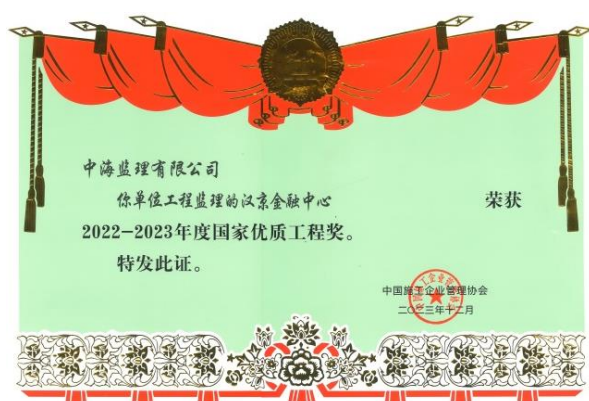 中海监理有限公司
你单位工程监理的汉京金融中心 荣获
2022-2023年度国家优质工程奖。
特发此证。
中国施工企业管理协会
二〇二三年十二月